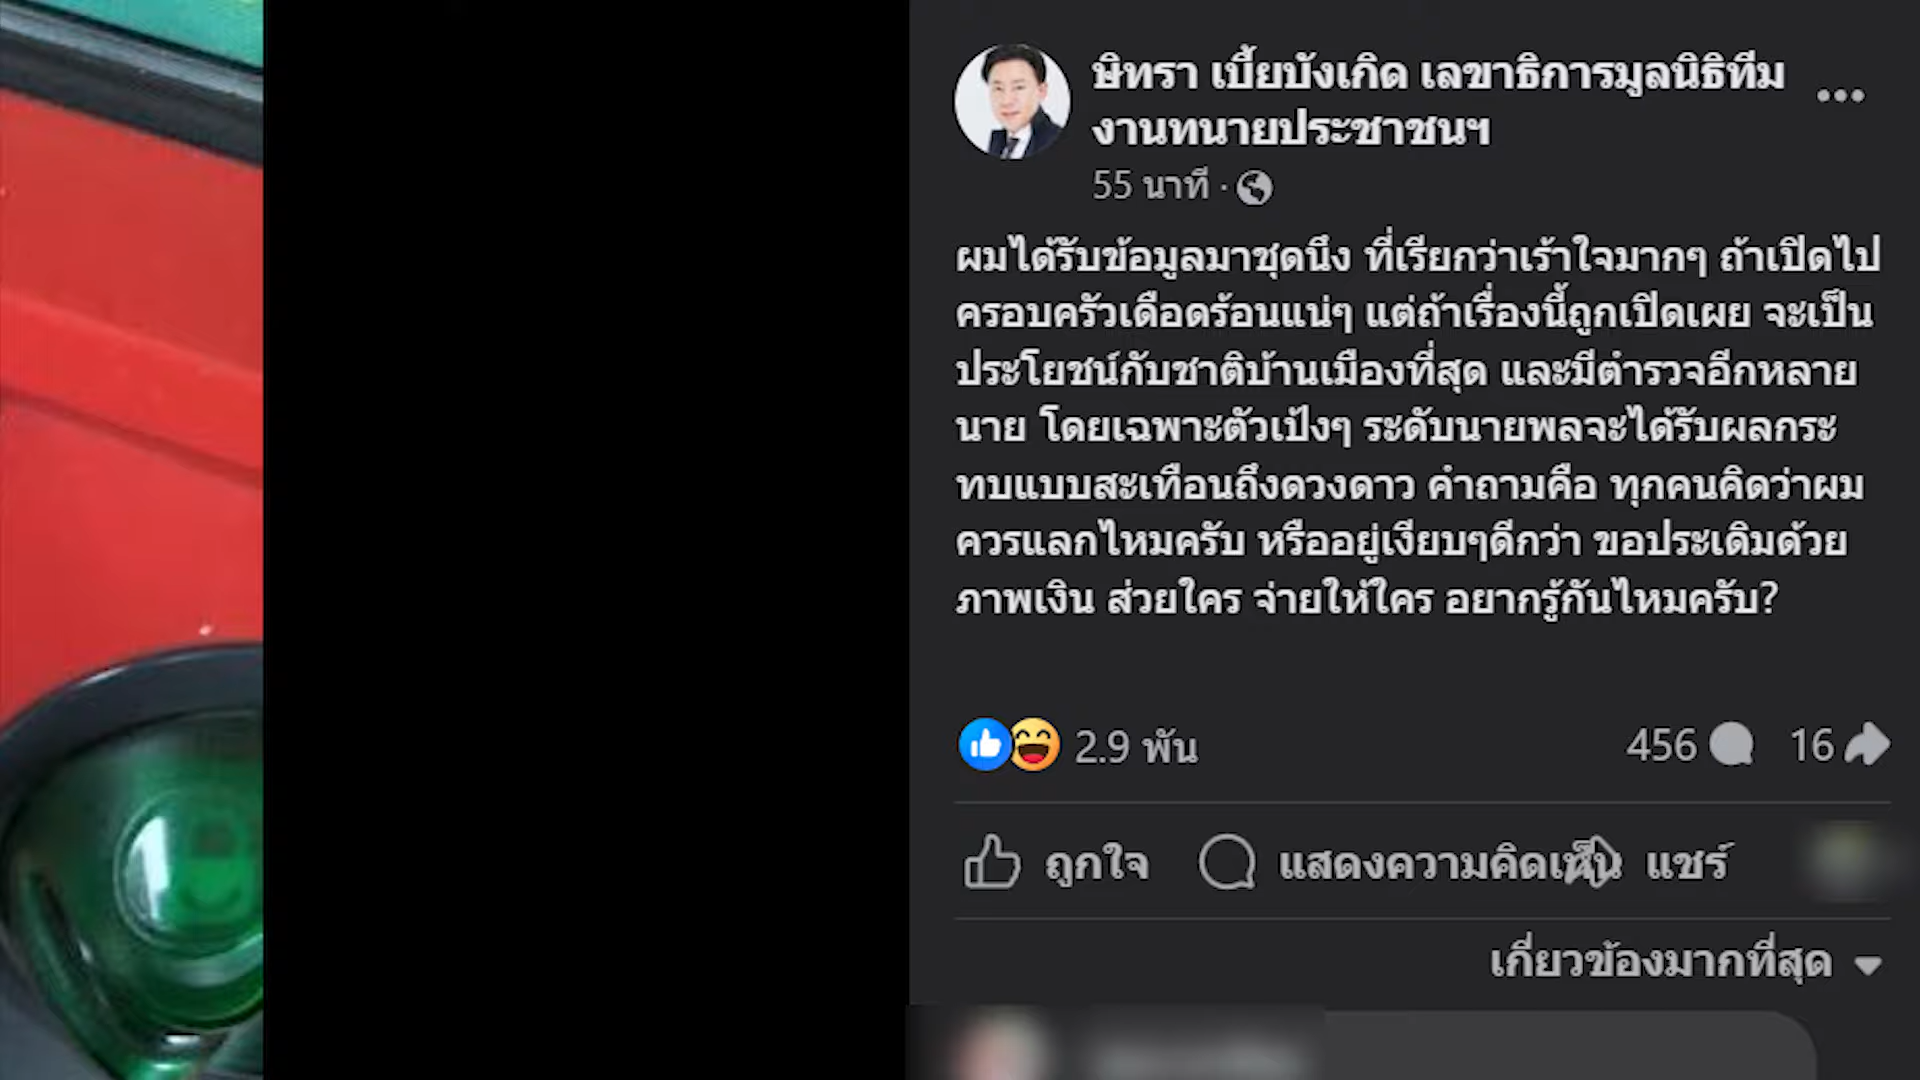 ษิทรา เบี้ยบังเกิด เลขาธิการมูลนิธิทีม
งานทนายประชาชนฯ
55 นาที ·
ผมได้รับข้อมูลมาชุดนึง ที่เรียกว่าเร้าใจมากๆ ถ้าเปิดไป
ครอบครัวเดือดร้อนแน่ๆ แต่ถ้าเรื่องนี้ถูกเปิดเผย จะเป็น
ประโยชน์กับชาติบ้านเมืองที่สุด และมีตำรวจอีกหลาย
นาย โดยเฉพาะตัวเป้งๆ ระดับนายพลจะได้รับผลกระ
ทบแบบสะเทือนถึงดวงดาว คำถามคือ ทุกคนคิดว่าผม
ควรแลกไหมครับ หรืออยู่เงียบๆดีกว่า ขอประเดิมด้วย
ภาพเงิน ส่วยใคร จ่ายให้ใคร อยากรู้กันไหมครับ?
2.9 พัน 456 16
ถูกใจ แสดงความคิดเห็น แชร์
เกี่ยวข้องมากที่สุด